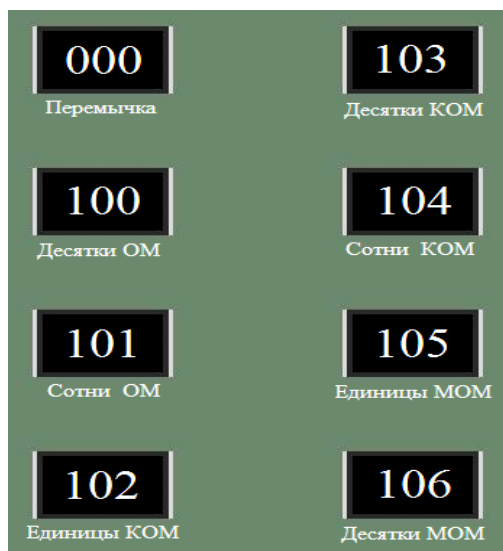 000
Перемычка
100
Десятки ОМ
101
Сотни ОМ
102
Единицы КОМ
103
Десятки КОМ
104
Сотни КОМ
105
Единицы МОМ
106
Десятки МОМ